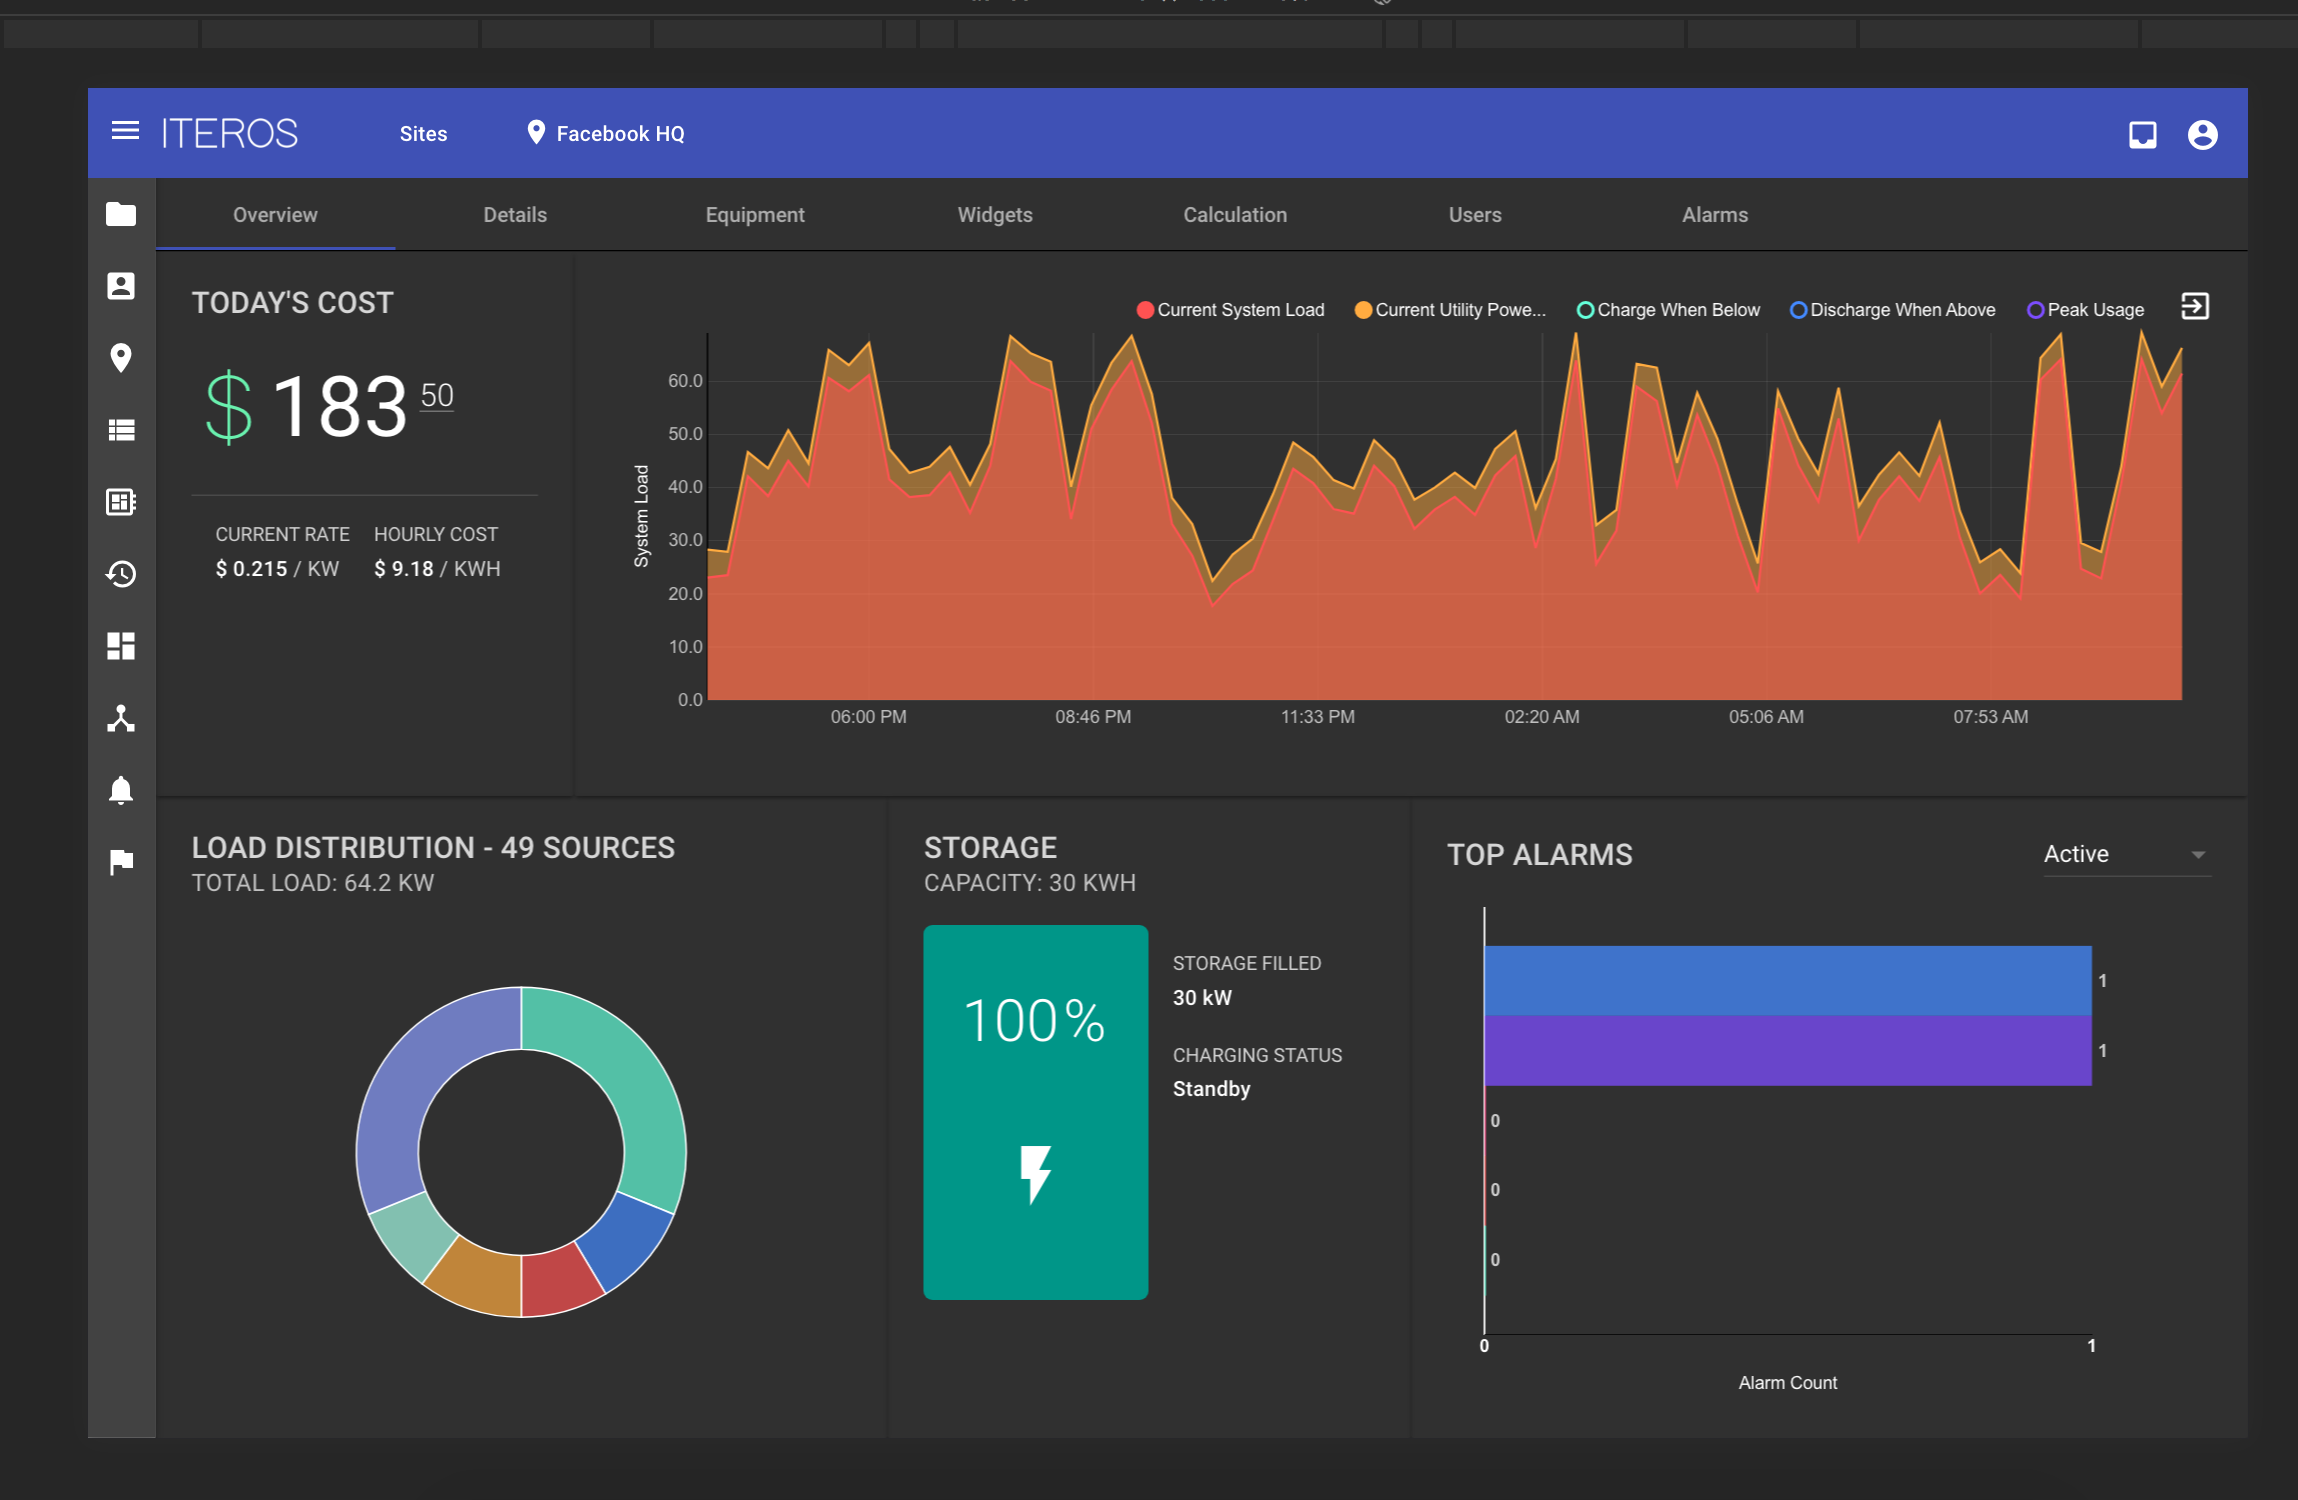 ITEROS Sites Facebook HQ
Overview Details Equipment Widgets Calculation Users Alarms
TODAY'S COST
$ 183 50
CURRENT RATE HOURLY COST
$ 0.215 / KW $ 9.18 / KWH
Current System Load Current Utility Powe... Charge When Below Discharge When Above Peak Usage
System Load
60.0
50.0
40.0
30.0
20.0
10.0
0.0
06:00 PM 08:46 PM 11:33 PM 02:20 AM 05:06 AM 07:53 AM
LOAD DISTRIBUTION - 49 SOURCES
TOTAL LOAD: 64.2 KW
STORAGE
CAPACITY: 30 KWH
100%
STORAGE FILLED
30 kW
CHARGING STATUS
Standby
TOP ALARMS
Active
1
1
0
0
0
0 1
Alarm Count